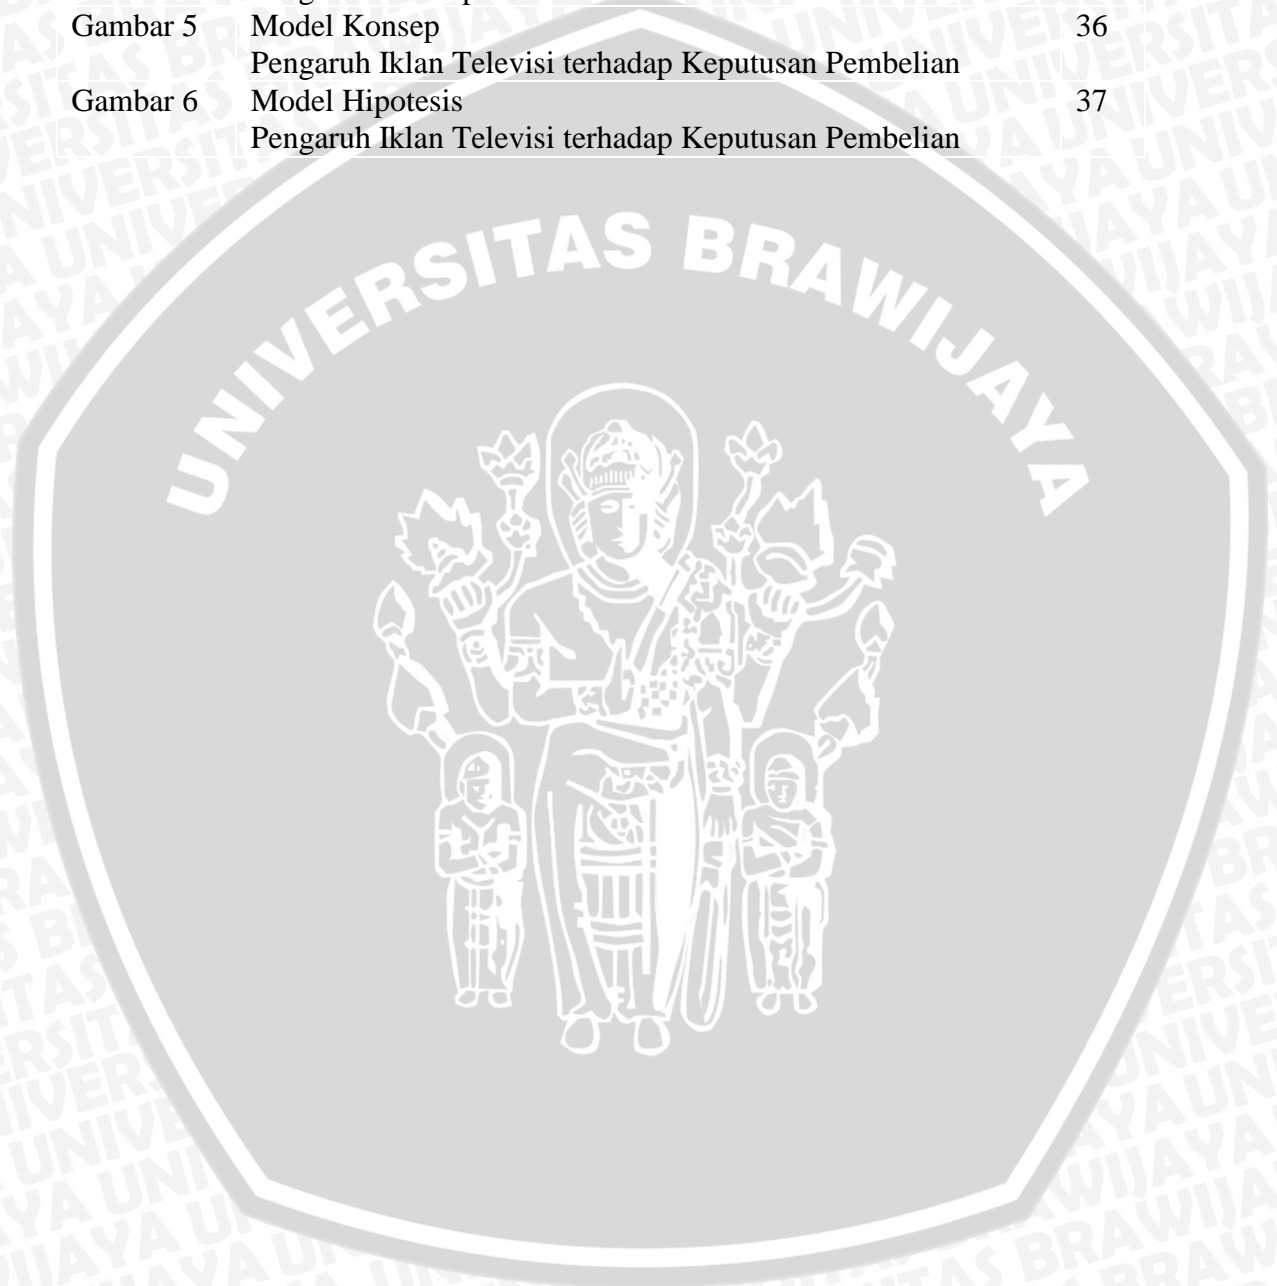 Gambar 5 Model Konsep 36
Pengaruh Iklan Televisi terhadap Keputusan Pembelian
Gambar 6 Model Hipotesis 37
Pengaruh Iklan Televisi terhadap Keputusan Pembelian
UNIVERSITAS BRAWIJAYA